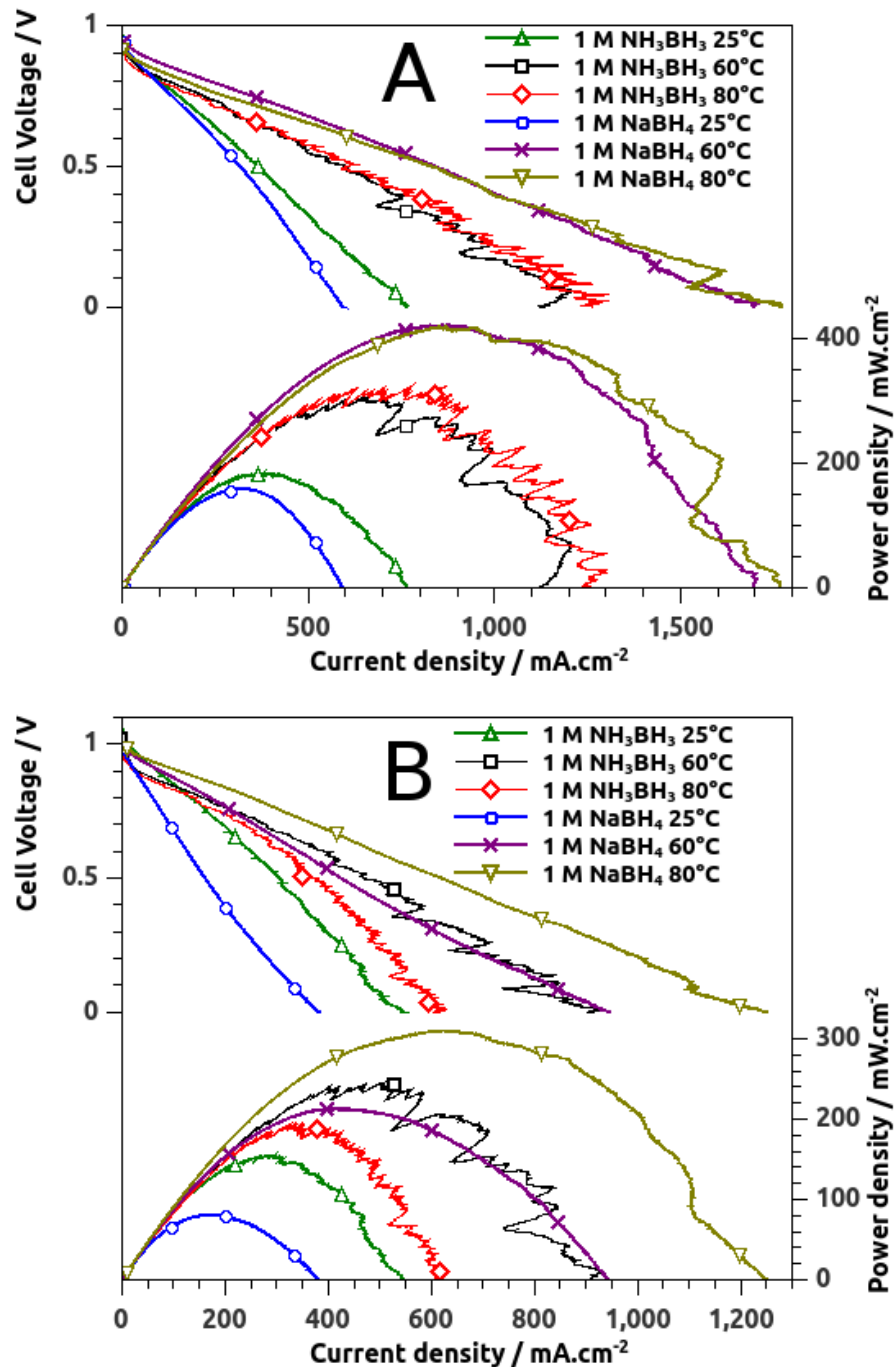 A
1 M NH₃BH₃ 25°C
1 M NH₃BH₃ 60°C
1 M NH₃BH₃ 80°C
1 M NaBH₄ 25°C
1 M NaBH₄ 60°C
1 M NaBH₄ 80°C
Cell Voltage / V
1
0.5
0
400
200
0
Power density / mW.cm⁻²
0 500 1,000 1,500
Current density / mA.cm⁻²
B
1 M NH₃BH₃ 25°C
1 M NH₃BH₃ 60°C
1 M NH₃BH₃ 80°C
1 M NaBH₄ 25°C
1 M NaBH₄ 60°C
1 M NaBH₄ 80°C
Cell Voltage / V
1
0.5
0
300
200
100
0
Power density / mW.cm⁻²
0 200 400 600 800 1,000 1,200
Current density / mA.cm⁻²